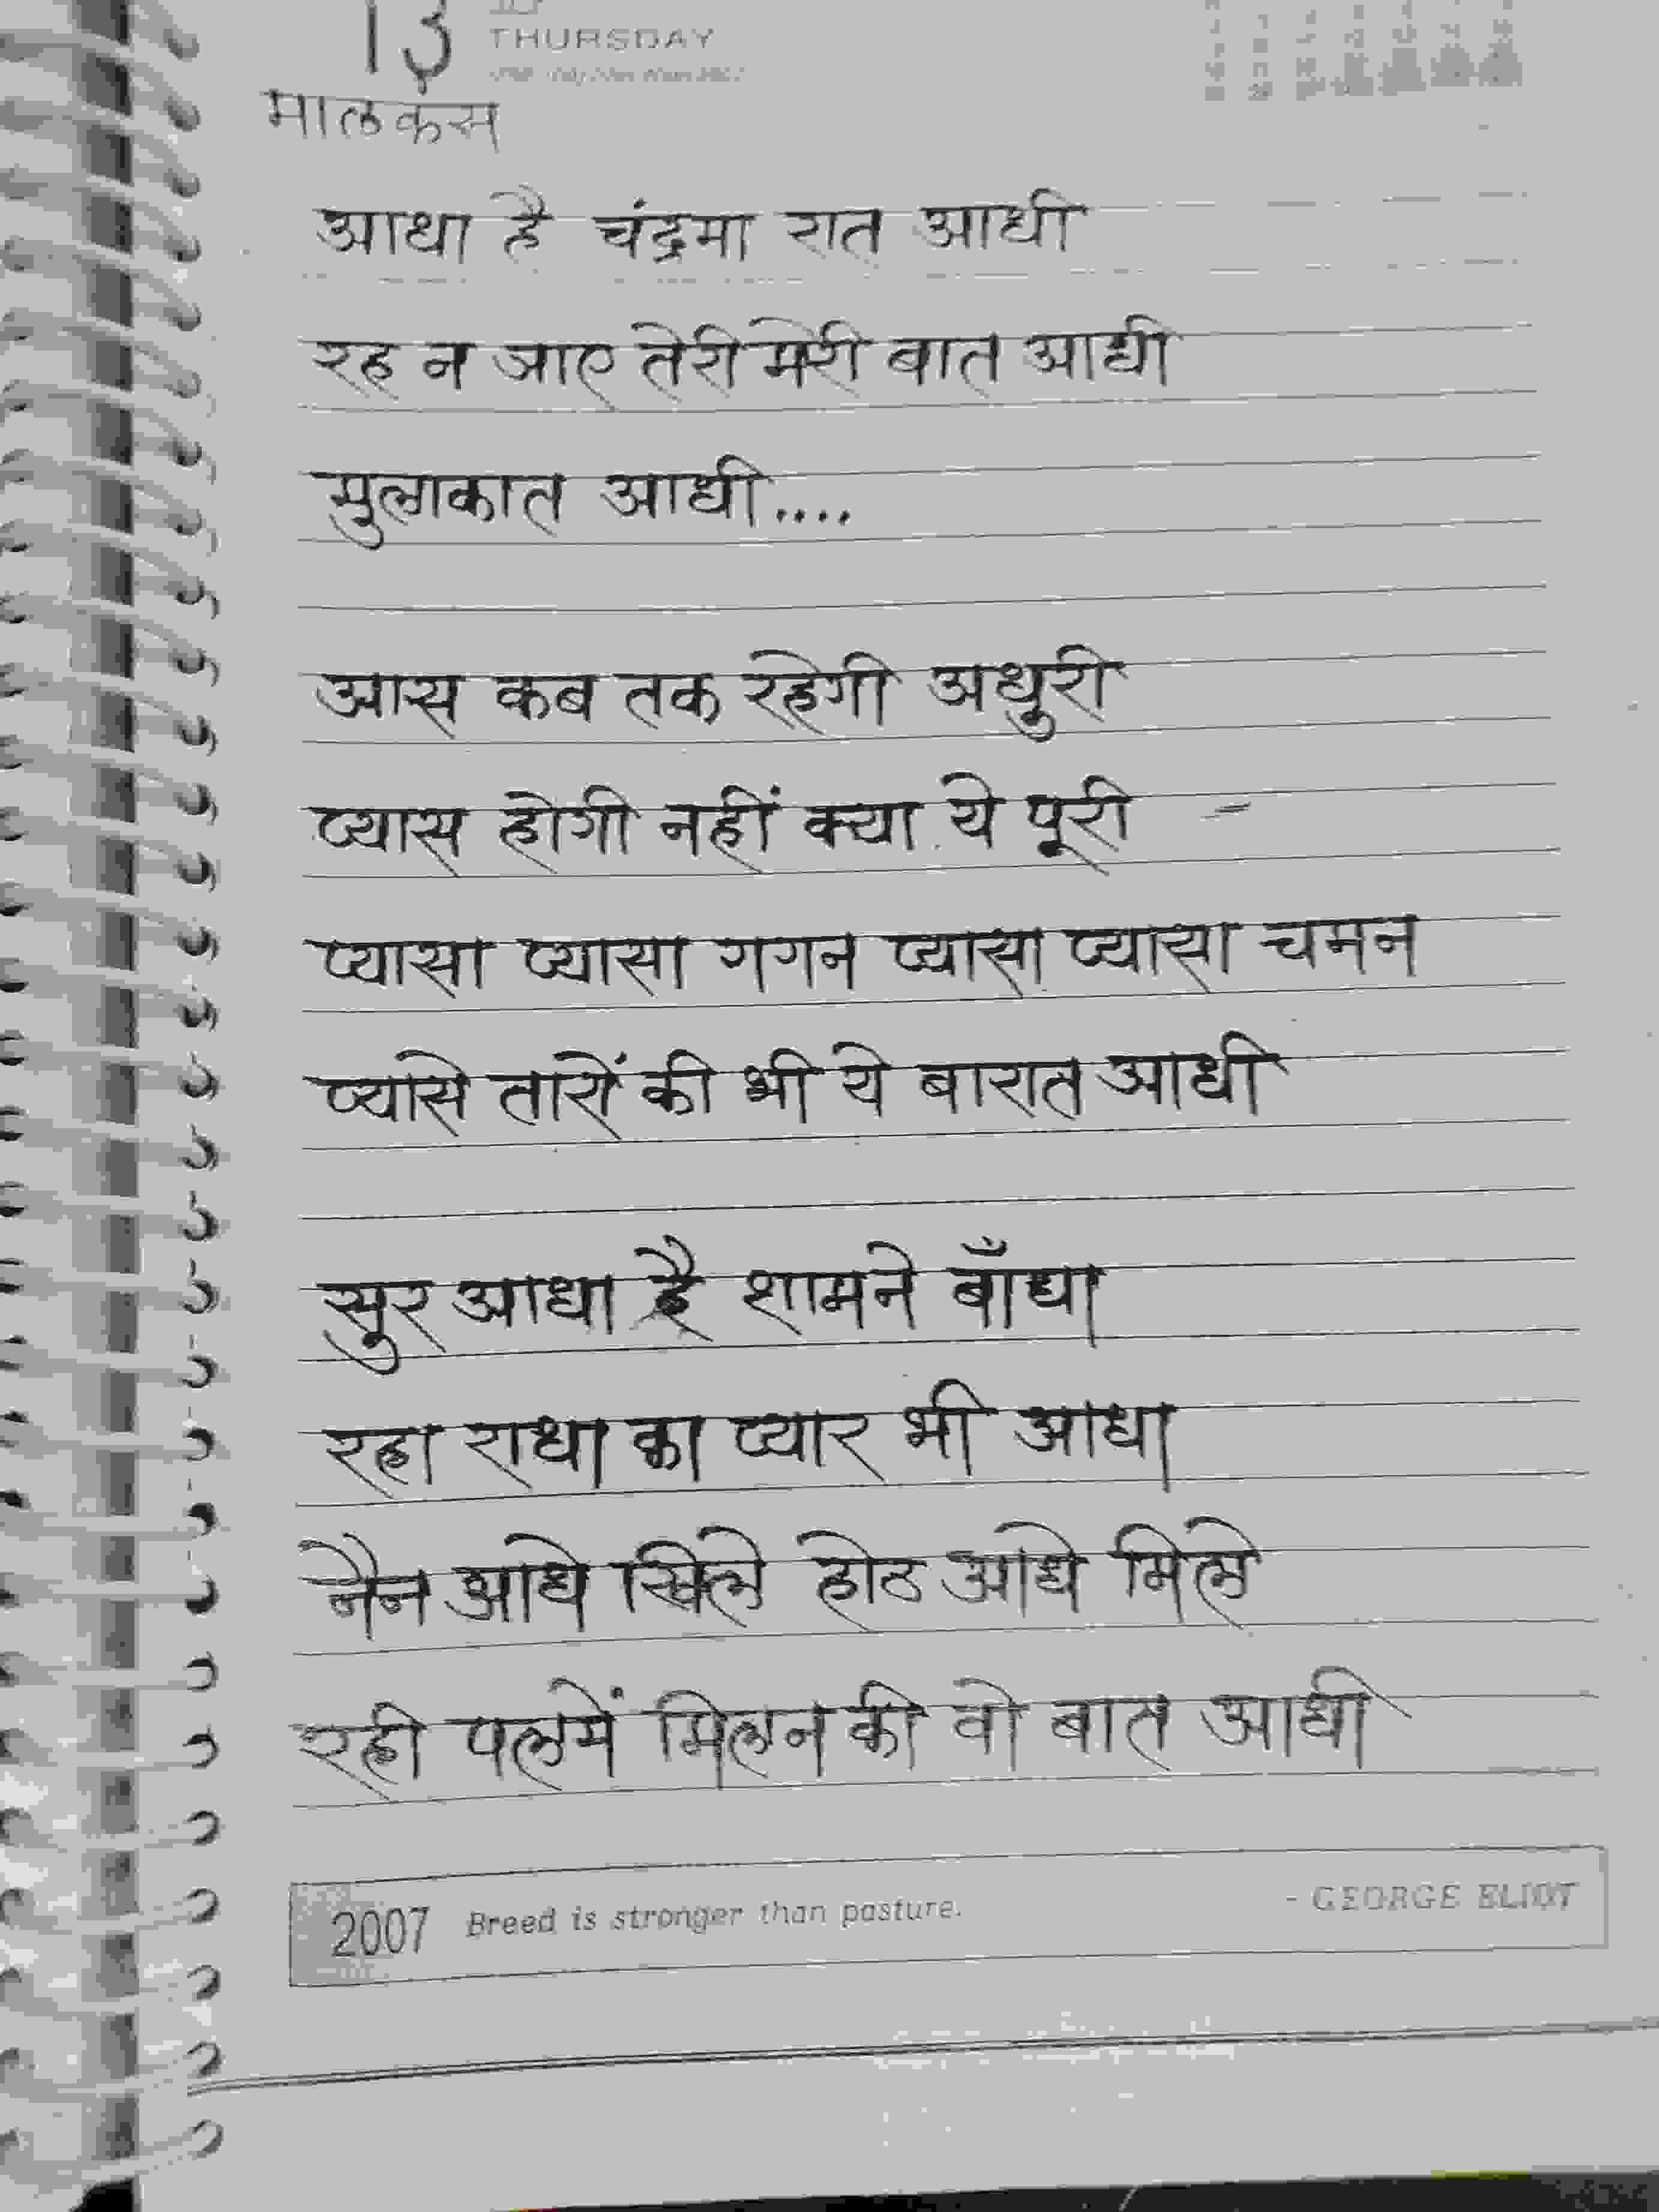 13 THURSDAY
मालकंस
आधा है चंद्रमा रात आधी
रह न जाए तेरी मेरी बात आधी
मुलाकात आधी....
आस कब तक रहेगी अधुरी
प्यास होगी नहीं क्या ये पूरी
प्यासा प्यासा गगन प्यासा प्यासा चमन
प्यासे तारों की भी ये बारात आधी
सुर आधा है शामने बाँधा
रहा राधा का प्यार भी आधा
नैन आधे खिले होठ आधे मिले
रही पलमें मिलन की वो बात आधी
2007 Breed is stronger than pasture. - GEORGE ELIOT